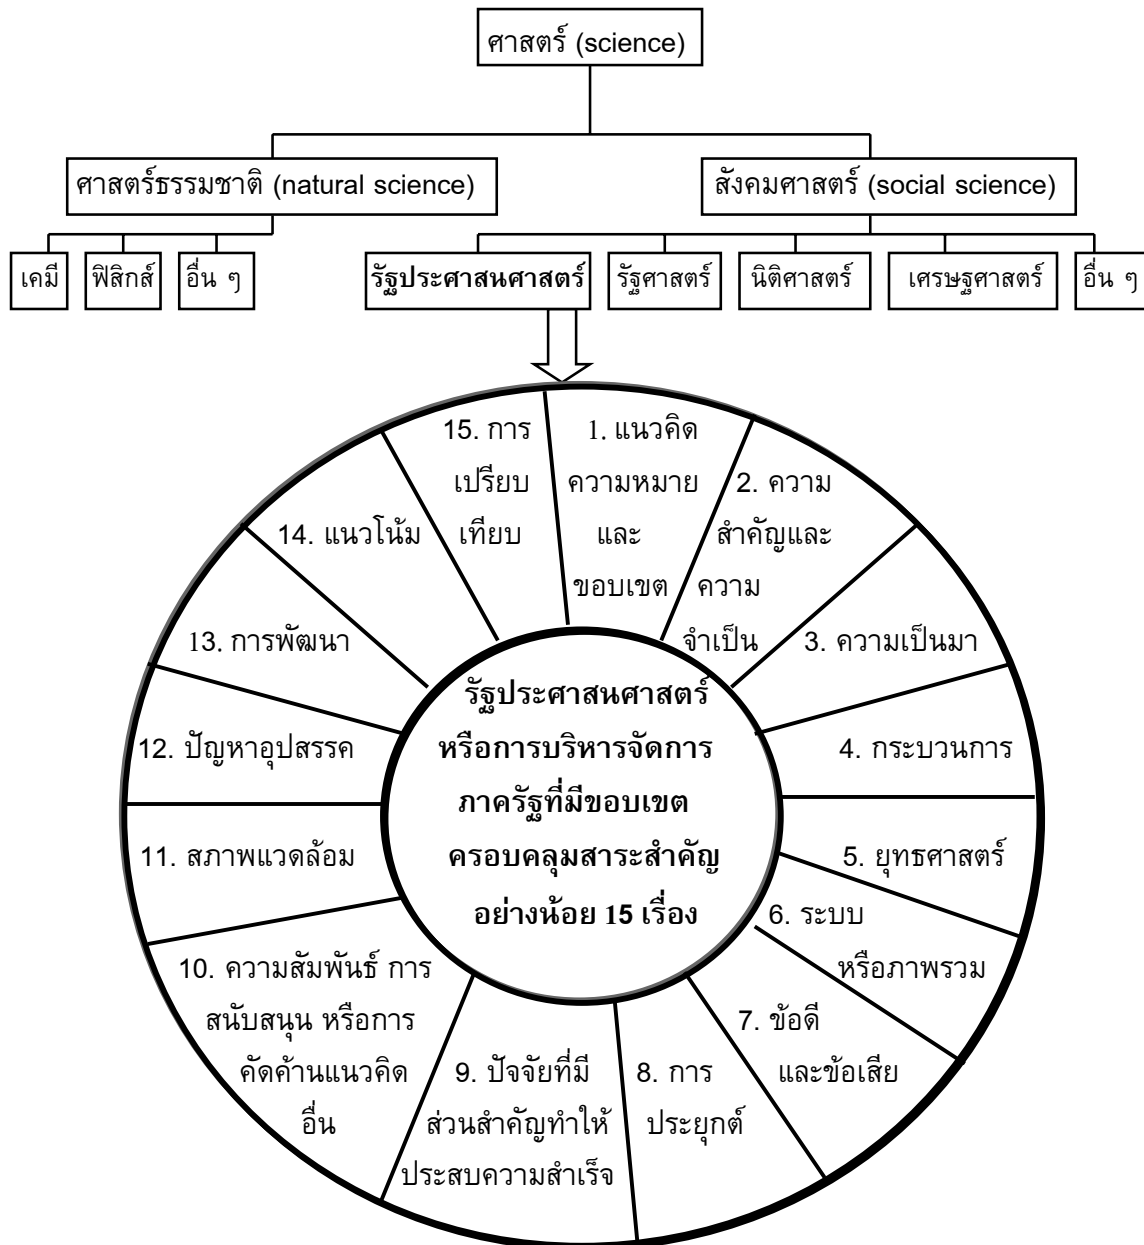 ศาสตร์ (science)
ศาสตร์ธรรมชาติ (natural science)
สังคมศาสตร์ (social science)
เคมี
ฟิสิกส์
อื่น ๆ
รัฐประศาสนศาสตร์
รัฐศาสตร์
นิติศาสตร์
เศรษฐศาสตร์
อื่น ๆ
1. แนวคิด
ความหมาย
และ
ขอบเขต
2. ความ
สำคัญและ
ความ
จำเป็น
3. ความเป็นมา
4. กระบวนการ
5. ยุทธศาสตร์
6. ระบบ
หรือภาพรวม
7. ข้อดี
และข้อเสีย
8. การ
ประยุกต์
9. ปัจจัยที่มี
ส่วนสำคัญทำให้
ประสบความสำเร็จ
10. ความสัมพันธ์ การ
สนับสนุน หรือการ
คัดค้านแนวคิด
อื่น
11. สภาพแวดล้อม
12. ปัญหาอุปสรรค
13. การพัฒนา
14. แนวโน้ม
15. การ
เปรียบ
เทียบ
รัฐประศาสนศาสตร์
หรือการบริหารจัดการ
ภาครัฐที่มีขอบเขต
ครอบคลุมสาระสำคัญ
อย่างน้อย 15 เรื่อง